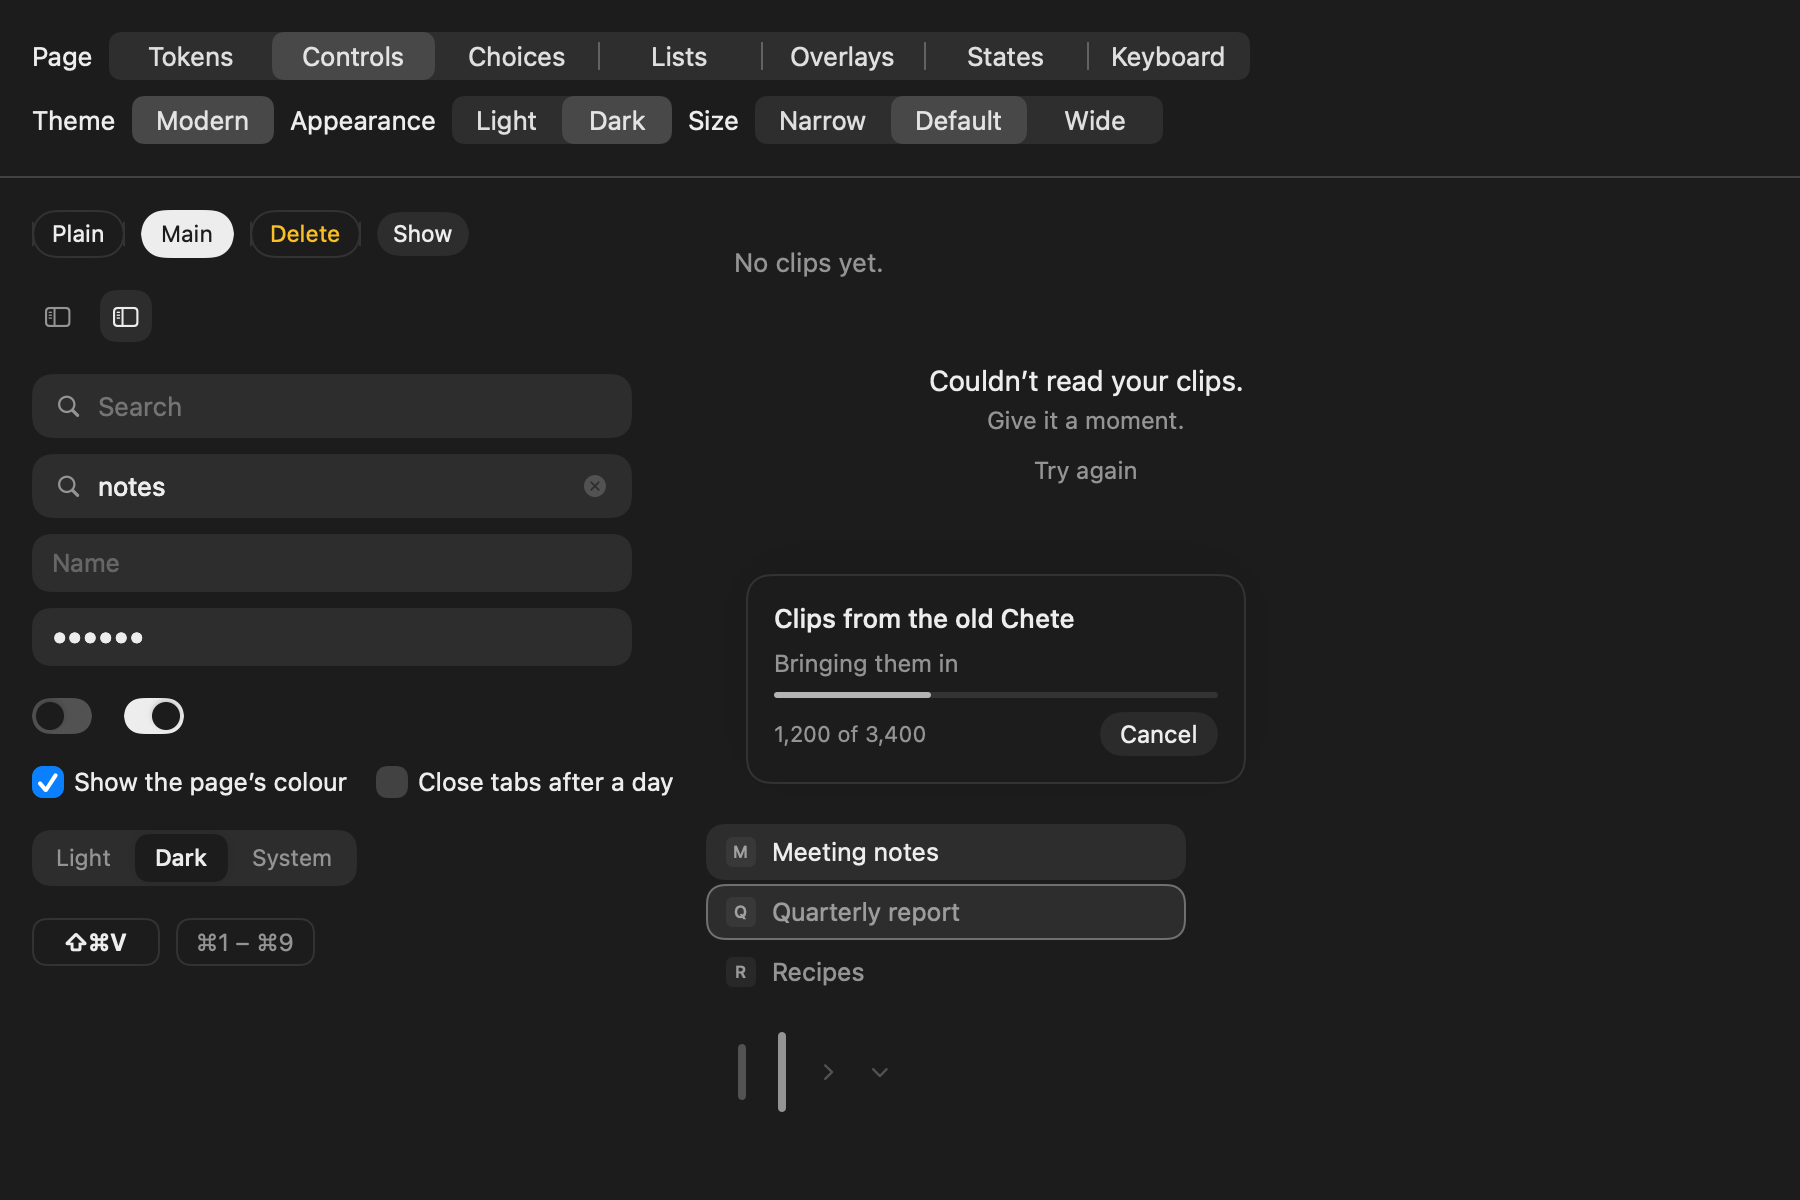 Page Tokens Controls Choices Lists Overlays States Keyboard
Theme Modern Appearance Light Dark Size Narrow Default Wide
Plain Main Delete Show
No clips yet.
Search
Couldn’t read your clips.
Give it a moment.
Try again
notes
Name
Clips from the old Chete
Bringing them in
1,200 of 3,400 Cancel
Show the page’s colour Close tabs after a day
Light Dark System
M Meeting notes
Q Quarterly report
R Recipes
⇧⌘V ⌘1 – ⌘9